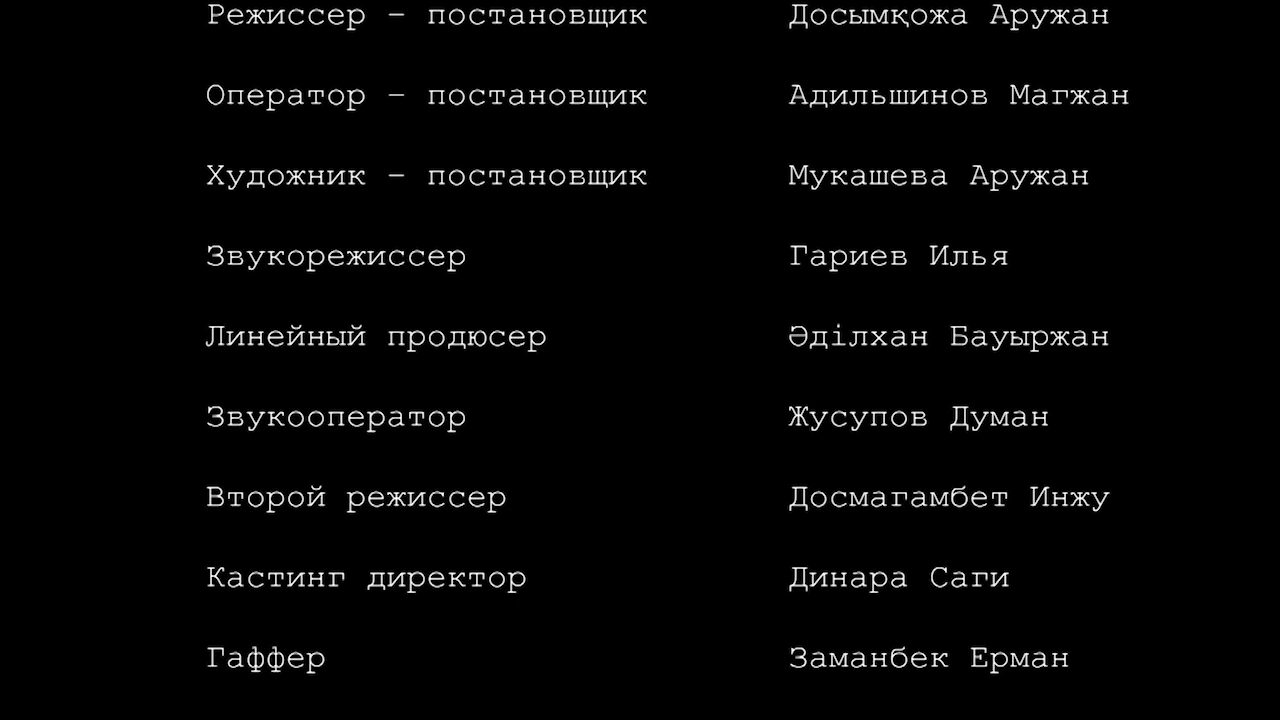 Режиссер – постановщик Досымқожа Аружан
Оператор – постановщик Адильшинов Магжан
Художник – постановщик Мукашева Аружан
Звукорежиссер Гариев Илья
Линейный продюсер Әділхан Бауыржан
Звукооператор Жусупов Думан
Второй режиссер Досмагамбет Инжу
Кастинг директор Динара Саги
Гаффер Заманбек Ерман